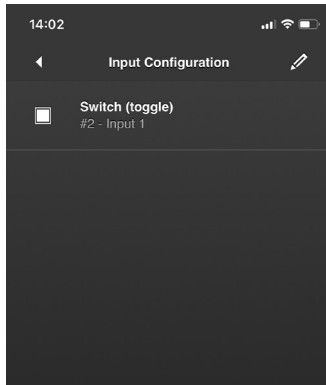 14:02
Input Configuration
Switch (toggle)
#2 - Input 1